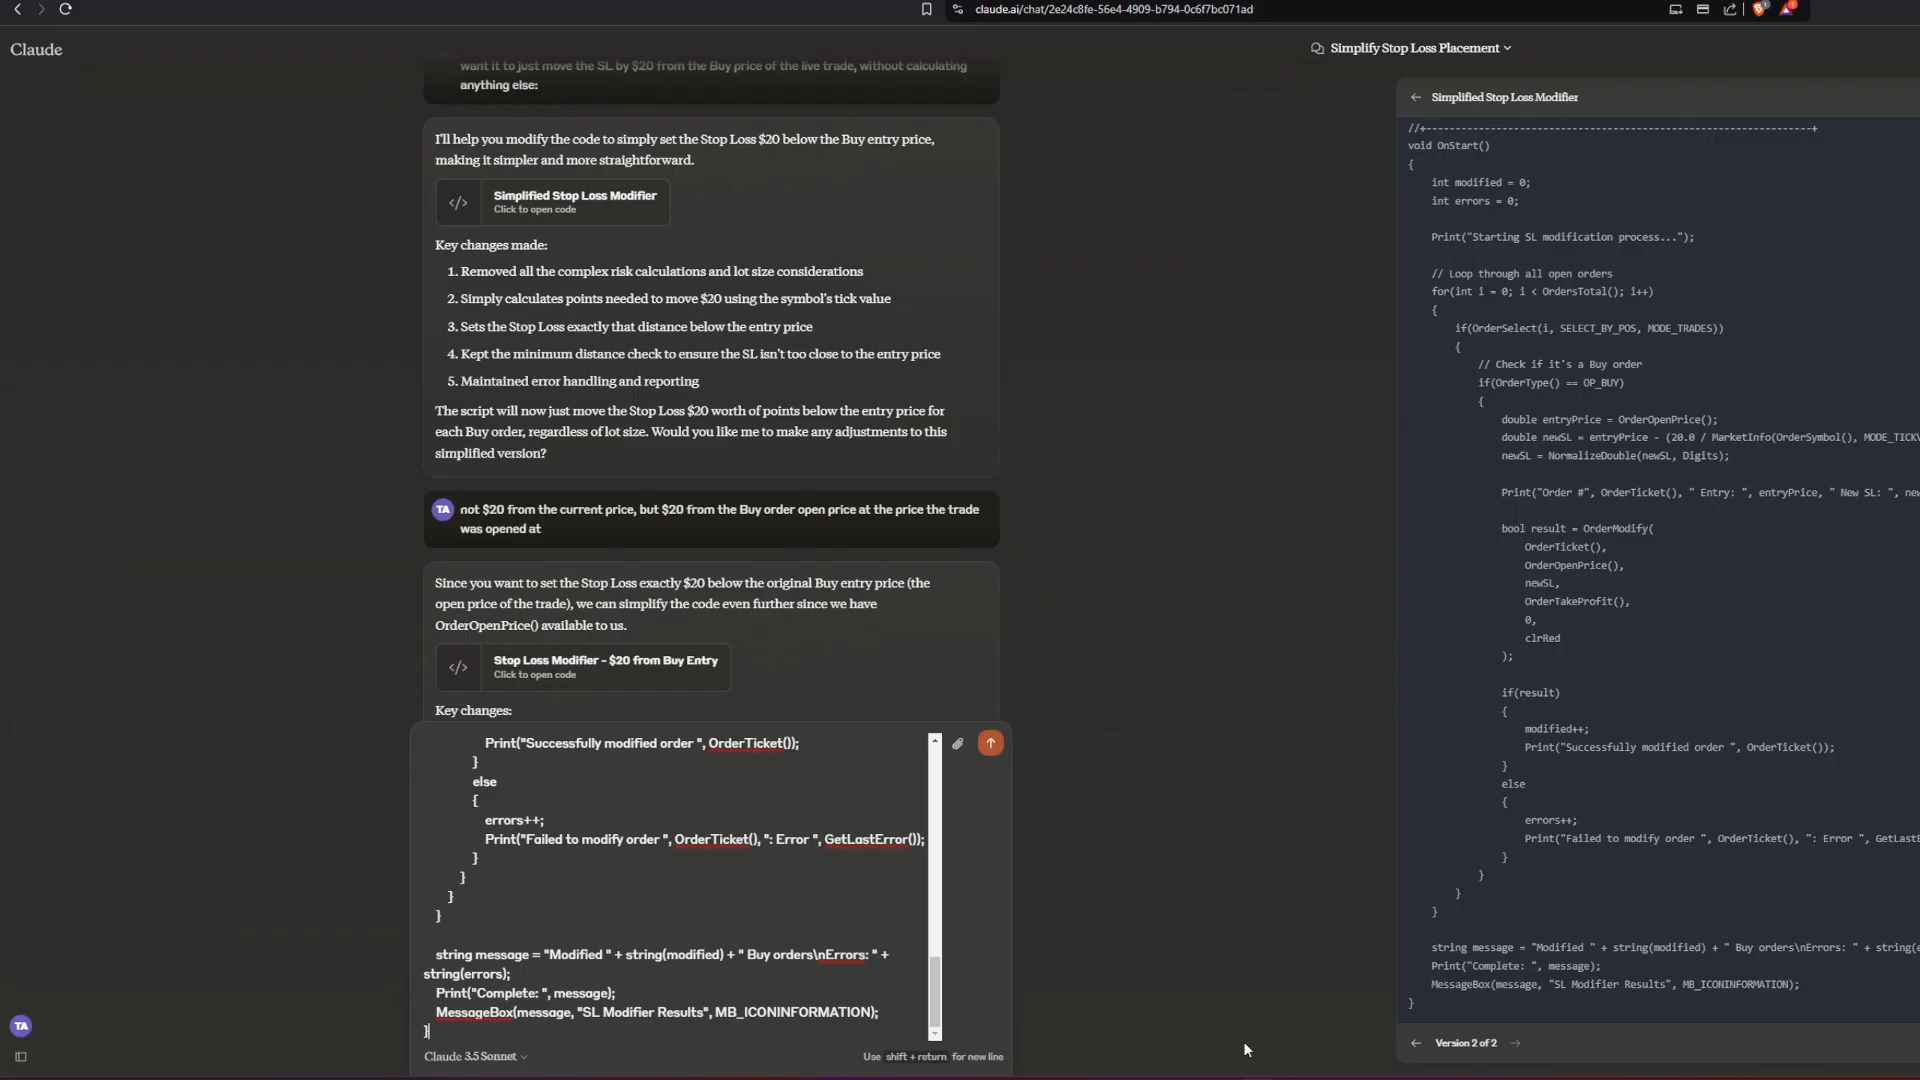 claude.ai/chat/2e24c8fe-56e4-4909-b794-0c6f7bc071ad
Claude
Simplify Stop Loss Placement
want it to just move the SL by $20 from the Buy price of the live trade, without calculating
anything else:
I'll help you modify the code to simply set the Stop Loss $20 below the Buy entry price,
making it simpler and more straightforward.
Simplified Stop Loss Modifier
Click to open code
Key changes made:
1. Removed all the complex risk calculations and lot size considerations
2. Simply calculates points needed to move $20 using the symbol's tick value
3. Sets the Stop Loss exactly that distance below the entry price
4. Kept the minimum distance check to ensure the SL isn't too close to the entry price
5. Maintained error handling and reporting
The script will now just move the Stop Loss $20 worth of points below the entry price for
each Buy order, regardless of lot size. Would you like me to make any adjustments to this
simplified version?
TA
not $20 from the current price, but $20 from the Buy order open price at the price the trade
was opened at
Since you want to set the Stop Loss exactly $20 below the original Buy entry price (the
open price of the trade), we can simplify the code even further since we have
OrderOpenPrice() available to us.
Stop Loss Modifier - $20 from Buy Entry
Click to open code
Key changes:
Print("Successfully modified order ", OrderTicket());
}
else
{
errors++;
Print("Failed to modify order ", OrderTicket(), ": Error ", GetLastError());
}
}
}
}
string message = "Modified " + string(modified) + " Buy orders\nErrors: " +
string(errors);
Print("Complete: ", message);
MessageBox(message, "SL Modifier Results", MB_ICONINFORMATION);
}
Claude 3.5 Sonnet
Use shift + return for new line
TA
Simplified Stop Loss Modifier
//+------------------------------------------------------------------+
void OnStart()
{
int modified = 0;
int errors = 0;
Print("Starting SL modification process...");
// Loop through all open orders
for(int i = 0; i < OrdersTotal(); i++)
{
if(OrderSelect(i, SELECT_BY_POS, MODE_TRADES))
{
// Check if it's a Buy order
if(OrderType() == OP_BUY)
{
double entryPrice = OrderOpenPrice();
double newSL = entryPrice - (20.0 / MarketInfo(OrderSymbol(), MODE_TICKV
newSL = NormalizeDouble(newSL, Digits);
Print("Order #", OrderTicket(), " Entry: ", entryPrice, " New SL: ", new
bool result = OrderModify(
OrderTicket(),
OrderOpenPrice(),
newSL,
OrderTakeProfit(),
0,
clrRed
);
if(result)
{
modified++;
Print("Successfully modified order ", OrderTicket());
}
else
{
errors++;
Print("Failed to modify order ", OrderTicket(), ": Error ", GetLastE
}
}
}
}
string message = "Modified " + string(modified) + " Buy orders\nErrors: " + string(e
Print("Complete: ", message);
MessageBox(message, "SL Modifier Results", MB_ICONINFORMATION);
}
Version 2 of 2